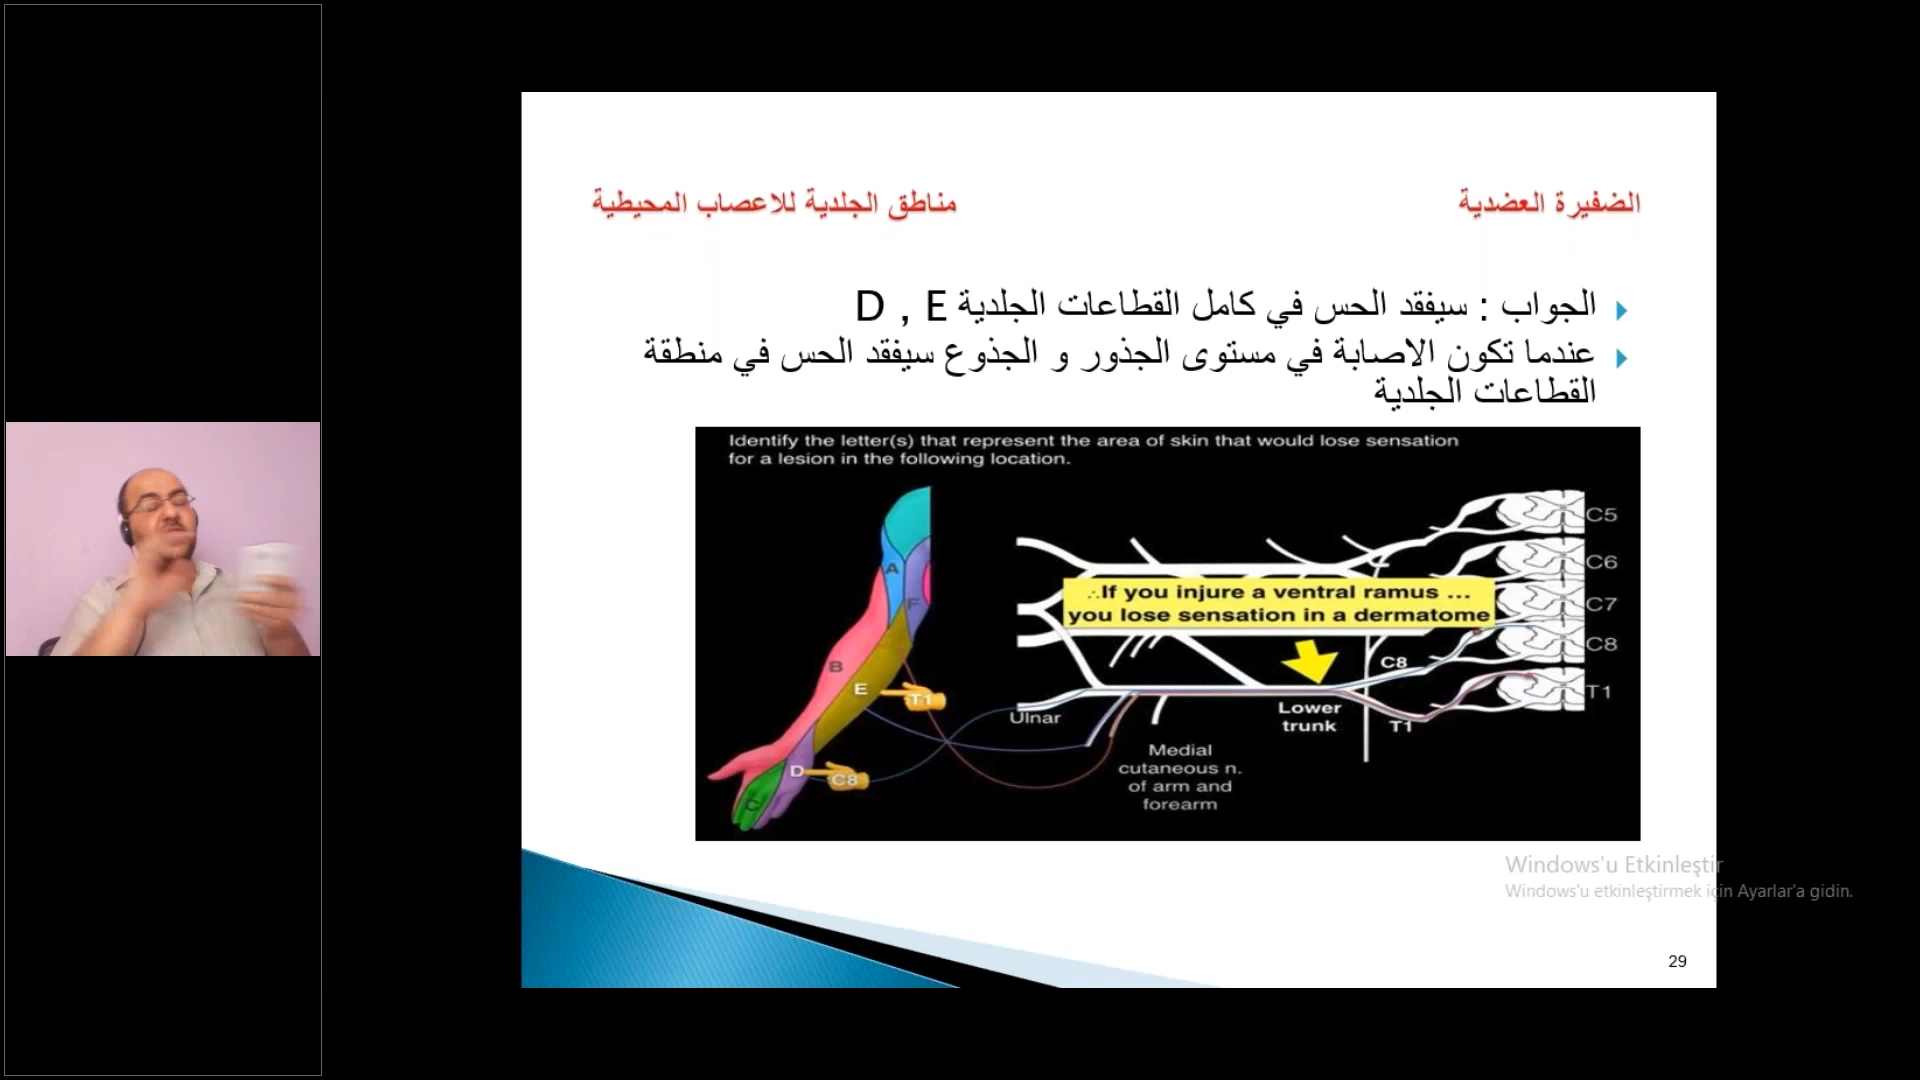 الضفيرة العضدية
مناطق الجلدية للاعصاب المحيطية
الجواب : سيفقد الحس في كامل القطاعات الجلدية D , E
عندما تكون الاصابة في مستوى الجذور و الجذوع سيفقد الحس في منطقة
القطاعات الجلدية
Identify the letter(s) that represent the area of skin that would lose sensation
for a lesion in the following location.
C5
C6
C7
C8
T1
∴If you injure a ventral ramus ...
you lose sensation in a dermatome
A
F
B
E
T1
D
C8
C
C8
T1
Lower
trunk
Ulnar
Medial
cutaneous n.
of arm and
forearm
Windows'u Etkinleştir
Windows'u etkinleştirmek için Ayarlar'a gidin.
29